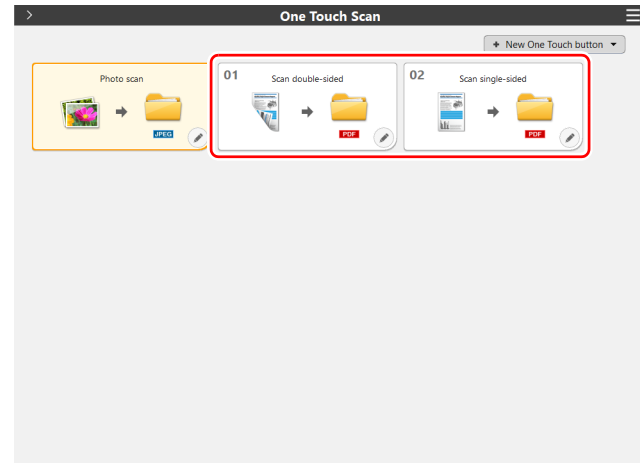 One Touch Scan
+ New One Touch button
Photo scan
JPEG
01
Scan double-sided
PDF
02
Scan single-sided
PDF